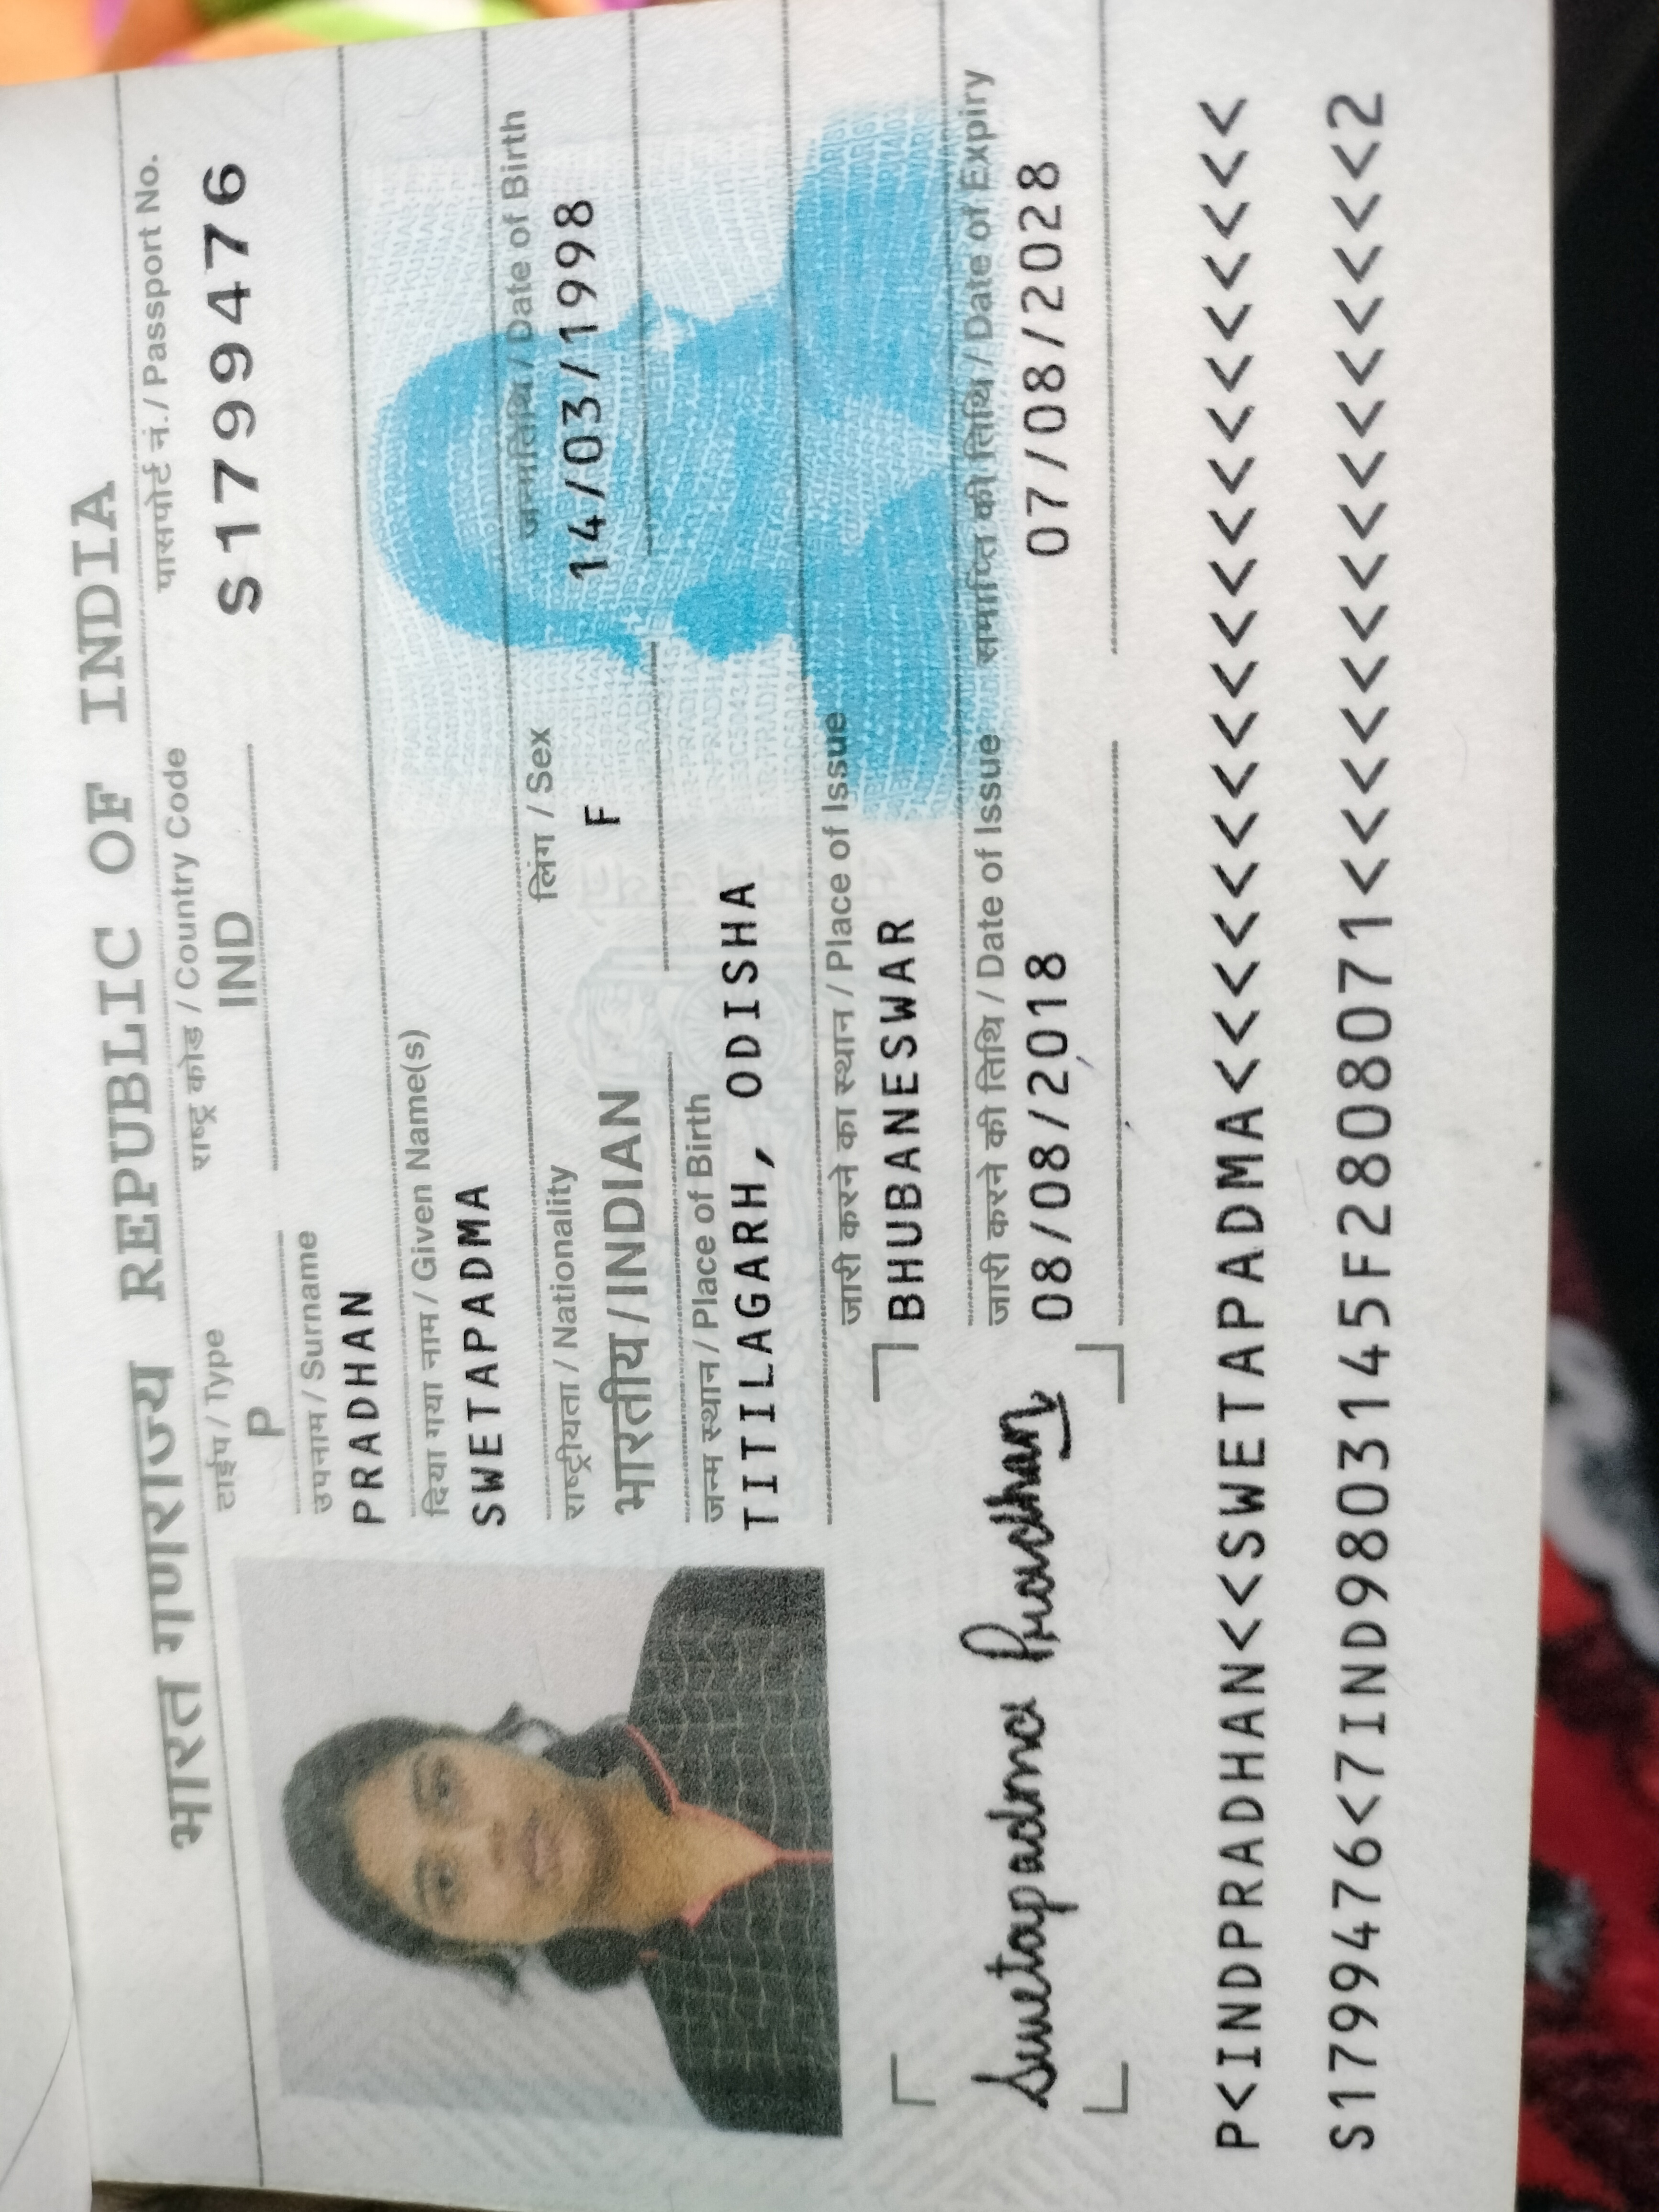 भारत गणराज्य REPUBLIC OF INDIA
टाईप / Type राष्ट्र कोड / Country Code पासपोर्ट नं. / Passport No.
P IND S1799476
उपनाम / Surname
PRADHAN
दिया गया नाम / Given Name(s)
SWETAPADMA
राष्ट्रीयता / Nationality लिंग / Sex जन्मतिथि / Date of Birth
भारतीय / INDIAN F 14/03/1998
जन्म स्थान / Place of Birth
TITILAGARH, ODISHA
जारी करने का स्थान / Place of Issue
BHUBANESWAR
जारी करने की तिथि / Date of Issue समाप्ति की तिथि / Date of Expiry
08/08/2018 07/08/2028
Swetapadma Pradhan
P<INDPRADHAN<<SWETAPADMA<<<<<<<<<<<<<<<<<<<<
S1799476<7IND9803145F2808071<<<<<<<<<<<<<<<2